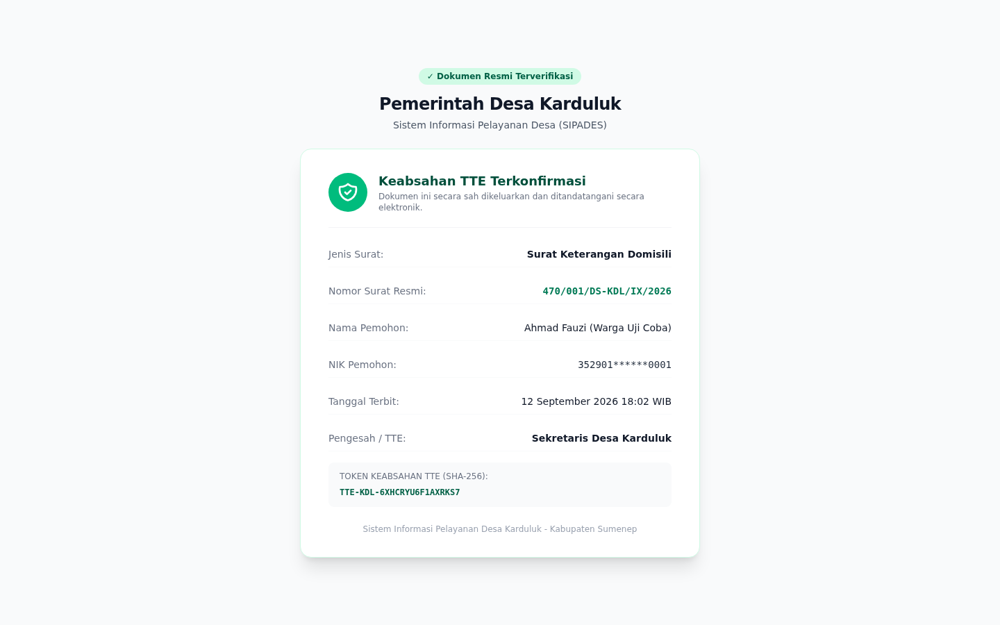 ✓ Dokumen Resmi Terverifikasi
Pemerintah Desa Karduluk
Sistem Informasi Pelayanan Desa (SIPADES)
Keabsahan TTE Terkonfirmasi
Dokumen ini secara sah dikeluarkan dan ditandatangani secara
elektronik.
Jenis Surat: Surat Keterangan Domisili
Nomor Surat Resmi: 470/001/DS-KDL/IX/2026
Nama Pemohon: Ahmad Fauzi (Warga Uji Coba)
NIK Pemohon: 352901******0001
Tanggal Terbit: 12 September 2026 18:02 WIB
Pengesah / TTE: Sekretaris Desa Karduluk
TOKEN KEABSAHAN TTE (SHA-256):
TTE-KDL-6XHCRYU6F1AXRKS7
Sistem Informasi Pelayanan Desa Karduluk - Kabupaten Sumenep